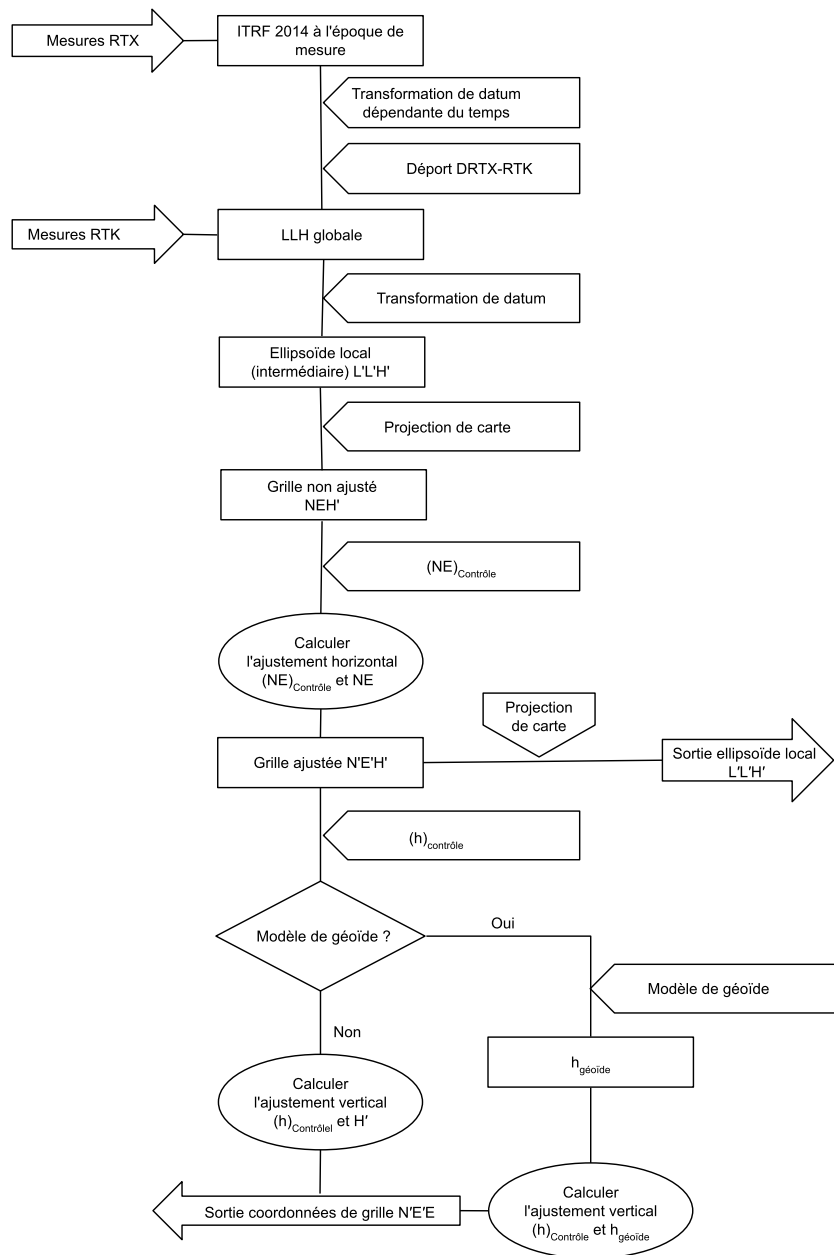 Mesures RTX
ITRF 2014 à l'époque de
mesure
Transformation de datum
dépendante du temps
Déport DRTX-RTK
Mesures RTK
LLH globale
Transformation de datum
Ellipsoïde local
(intermédiaire) L'L'H'
Projection de carte
Grille non ajusté
NEH'
(NE)Contrôle
Calculer
l'ajustement horizontal
(NE)Contrôle et NE
Projection
de carte
Grille ajustée N'E'H'
Sortie ellipsoïde local
L'L'H'
(h)contrôle
Modèle de géoïde ?
Oui
Modèle de géoïde
Non
hgéoïde
Calculer
l'ajustement vertical
(h)Contrôlel et H'
Sortie coordonnées de grille N'E'E
Calculer
l'ajustement vertical
(h)Contrôle et hgéoïde